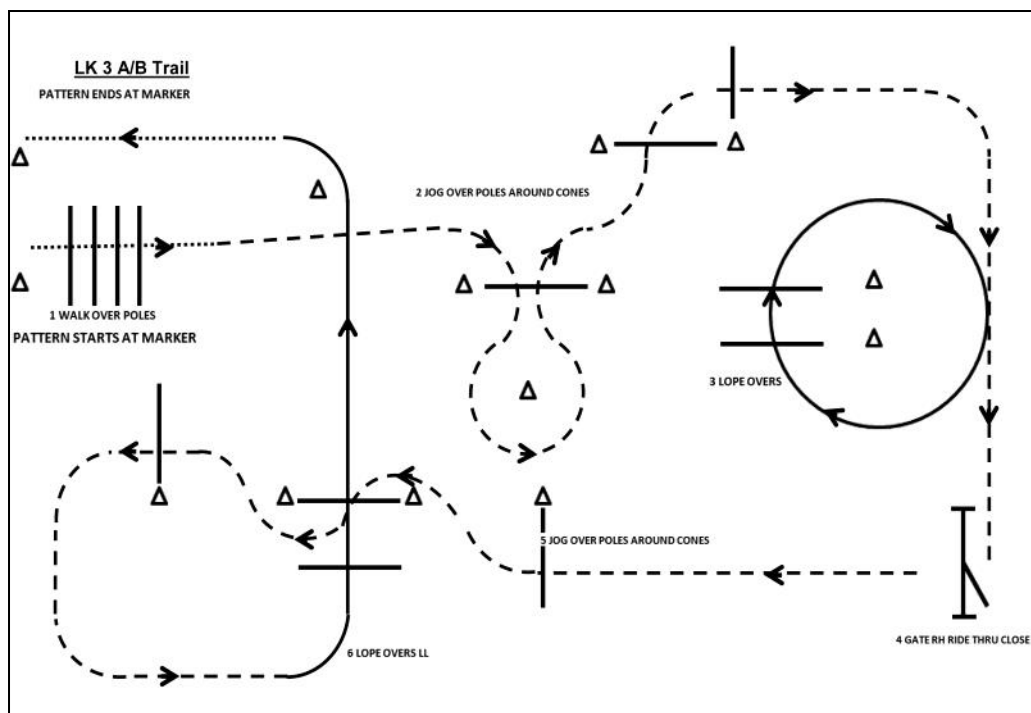 LK 3 A/B Trail
PATTERN ENDS AT MARKER
2 JOG OVER POLES AROUND CONES
1 WALK OVER POLES
PATTERN STARTS AT MARKER
3 LOPE OVERS
5 JOG OVER POLES AROUND CONES
4 GATE RH RIDE THRU CLOSE
6 LOPE OVERS LL